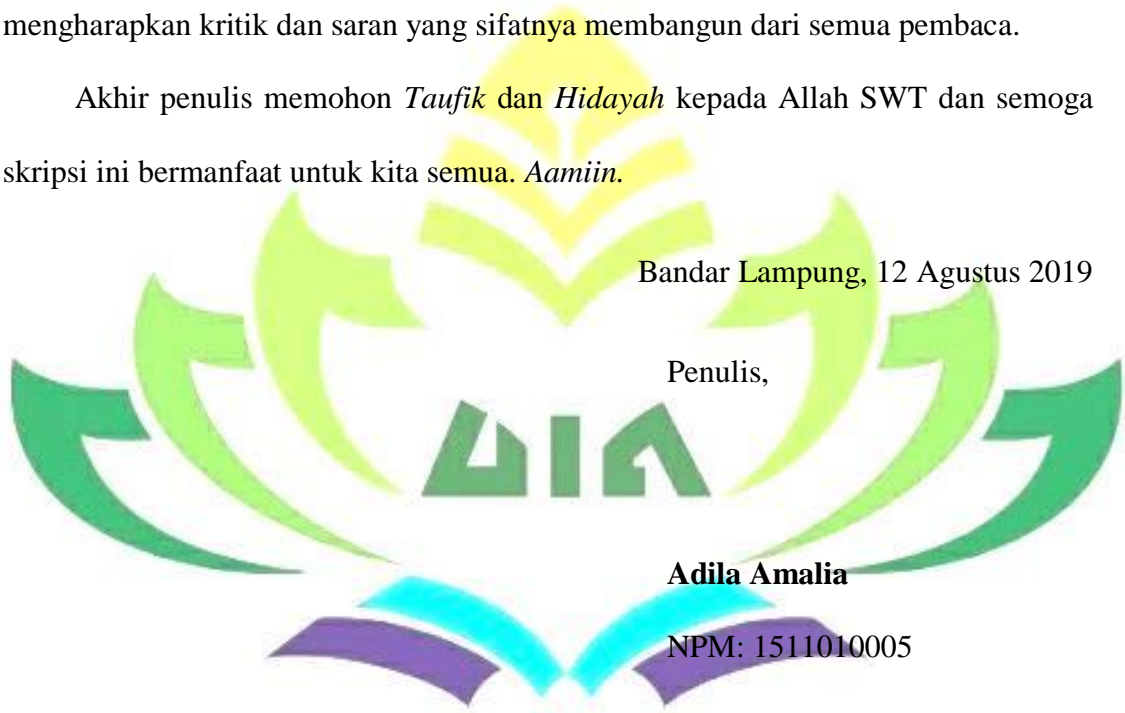 mengharapkan kritik dan saran yang sifatnya membangun dari semua pembaca.
Akhir penulis memohon Taufik dan Hidayah kepada Allah SWT dan semoga
skripsi ini bermanfaat untuk kita semua. Aamiin.
Bandar Lampung, 12 Agustus 2019
Penulis,
UIN
Adila Amalia
NPM: 1511010005